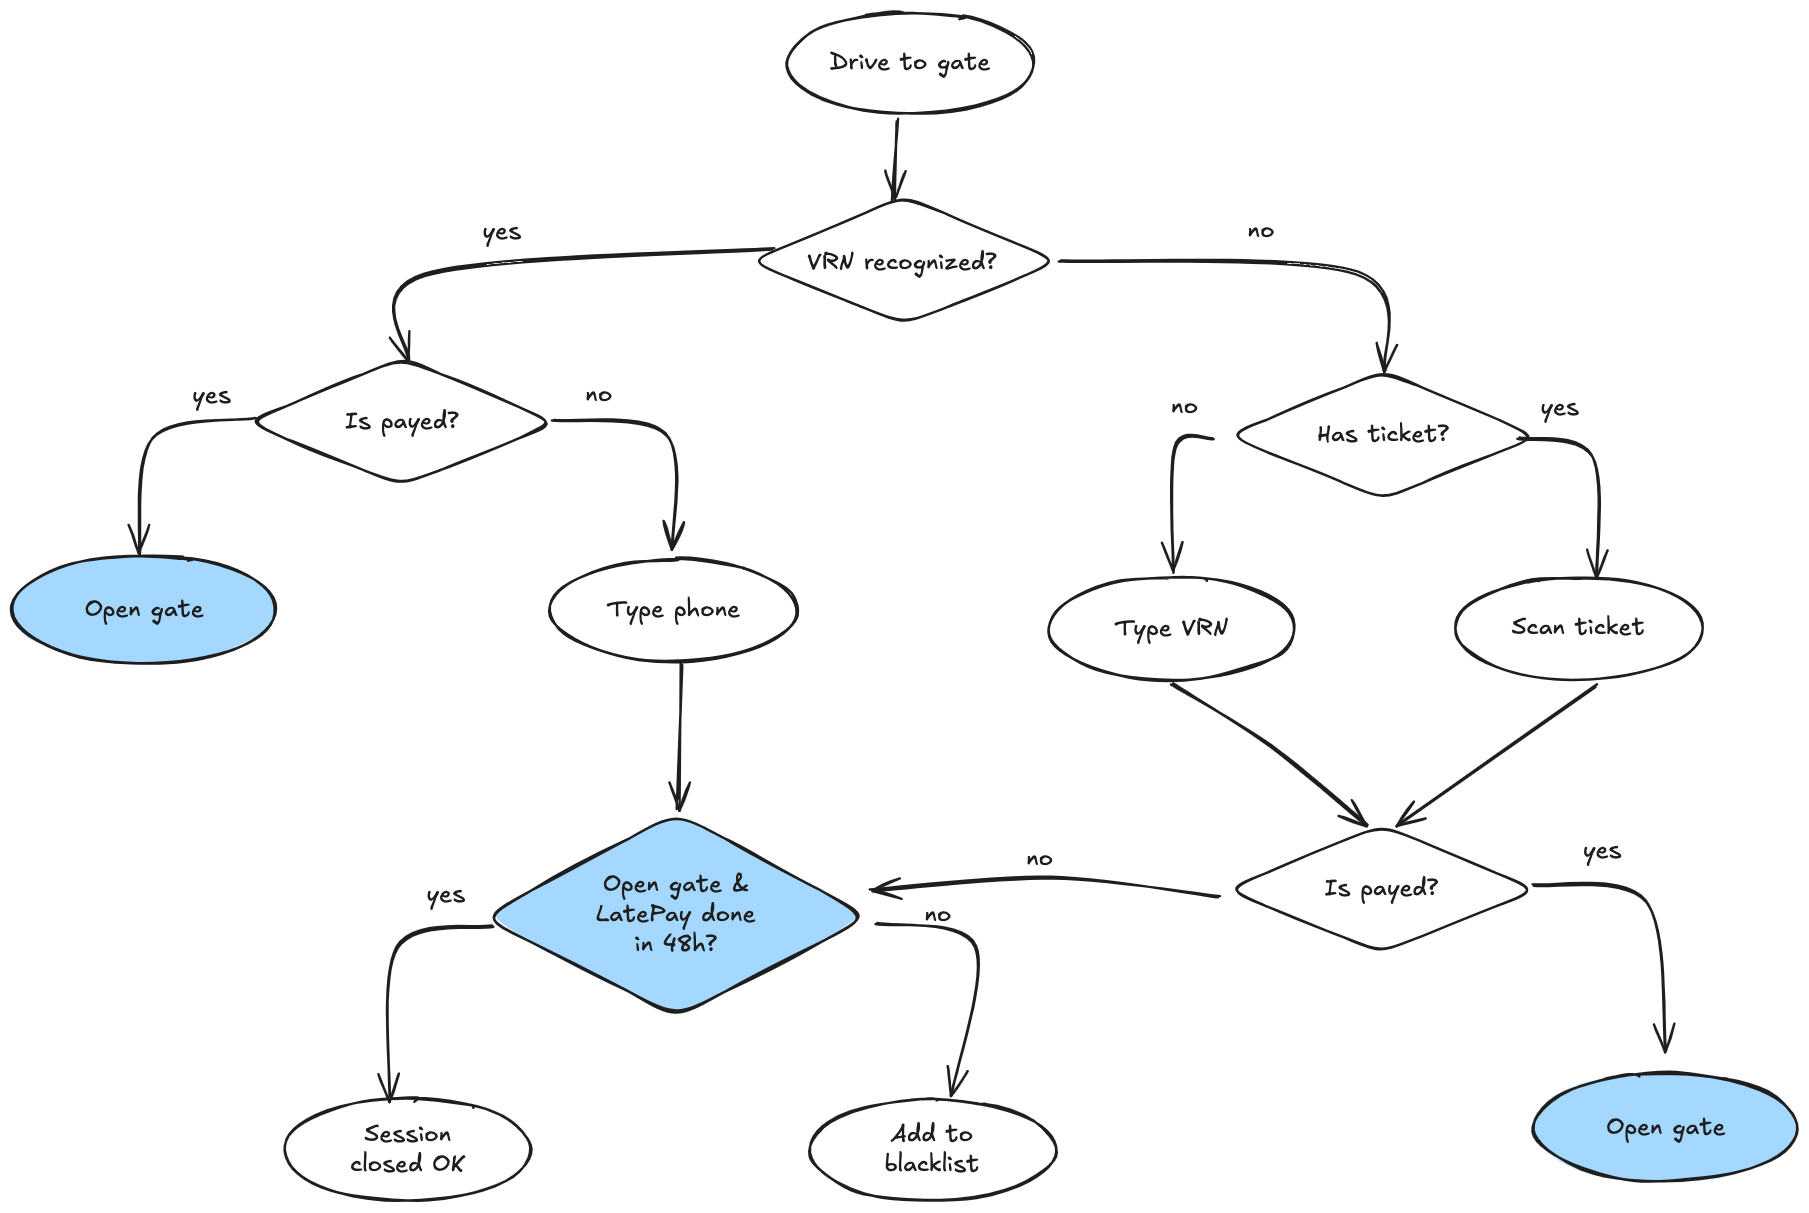 Drive to gate
yes
no
VRN recognized?
yes
no
Is payed?
no
yes
Has ticket?
Open gate
Type phone
Type VRN
Scan ticket
no
yes
yes
Open gate &
LatePay done
in 48h?
no
Is payed?
Session
closed OK
Add to
blacklist
Open gate